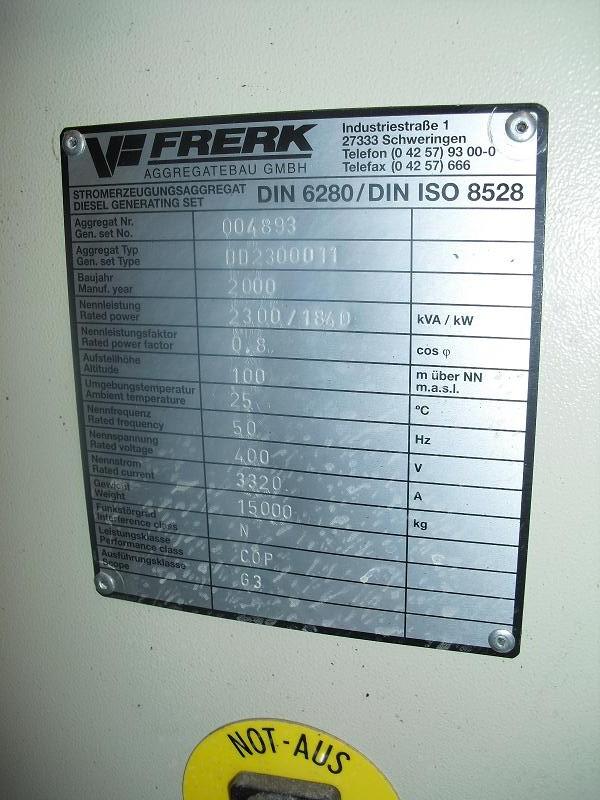 FRERK
AGGREGATEBAU GMBH
Industriestraße 1
27333 Schweringen
Telefon (0 42 57) 93 00-0
Telefax (0 42 57) 666
STROMERZEUGUNGSAGGREGAT
DIESEL GENERATING SET
DIN 6280/DIN ISO 8528
Aggregat Nr.
Gen. set No.
004893
Aggregat Typ
Gen. set Type
DD2300011
Baujahr
Manuf. year
2000
Nennleistung
Rated power
2300/1840
kVA / kW
Nennleistungsfaktor
Rated power factor
0.8
cos φ
Aufstellhöhe
Altitude
100
m über NN
m.a.s.l.
Umgebungstemperatur
Ambient temperature
25
°C
Nennfrequenz
Rated frequency
50
Hz
Nennspannung
Rated voltage
400
V
Nennstrom
Rated current
3320
A
Gewicht
Weight
15000
kg
Funkstörgrad
Interference class
N
Leistungsklasse
Performance class
COP
Ausführungsklasse
Scope
G3
NOT-AUS